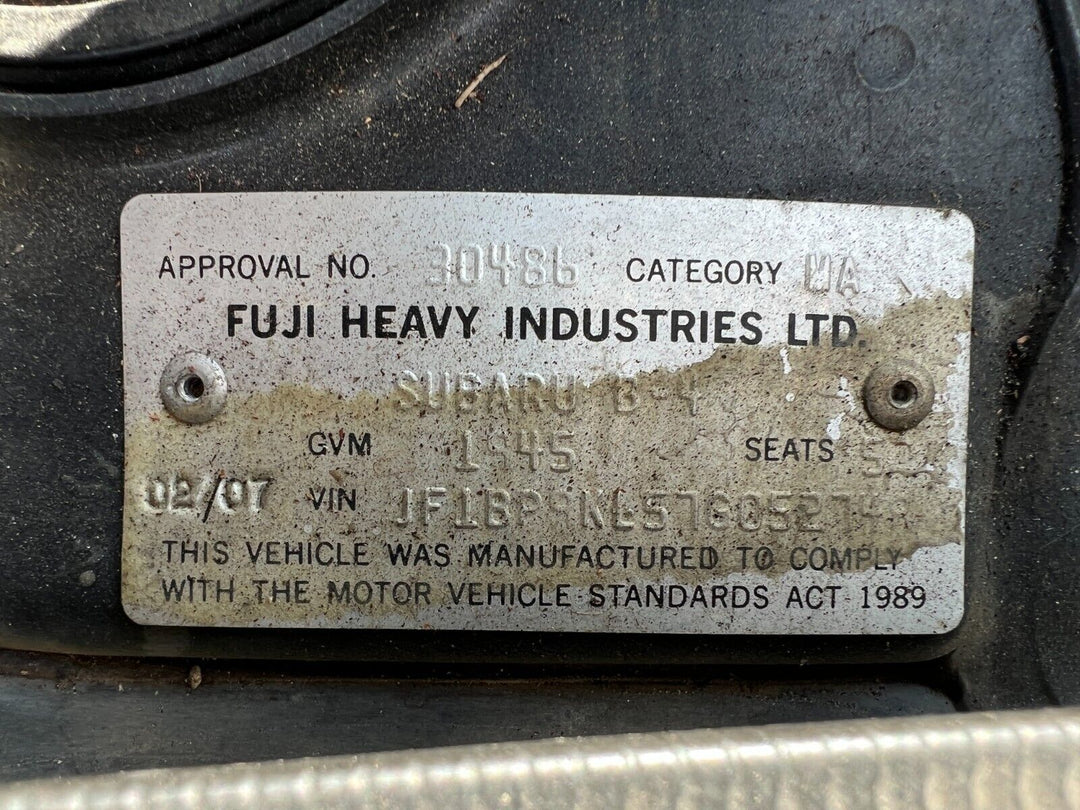 APPROVAL NO. 30486 CATEGORY MA
FUJI HEAVY INDUSTRIES LTD.
SUBARU B-4
GVM 1945 SEATS 5
02/07 VIN
THIS VEHICLE WAS MANUFACTURED TO COMPLY
WITH THE MOTOR VEHICLE STANDARDS ACT 1989